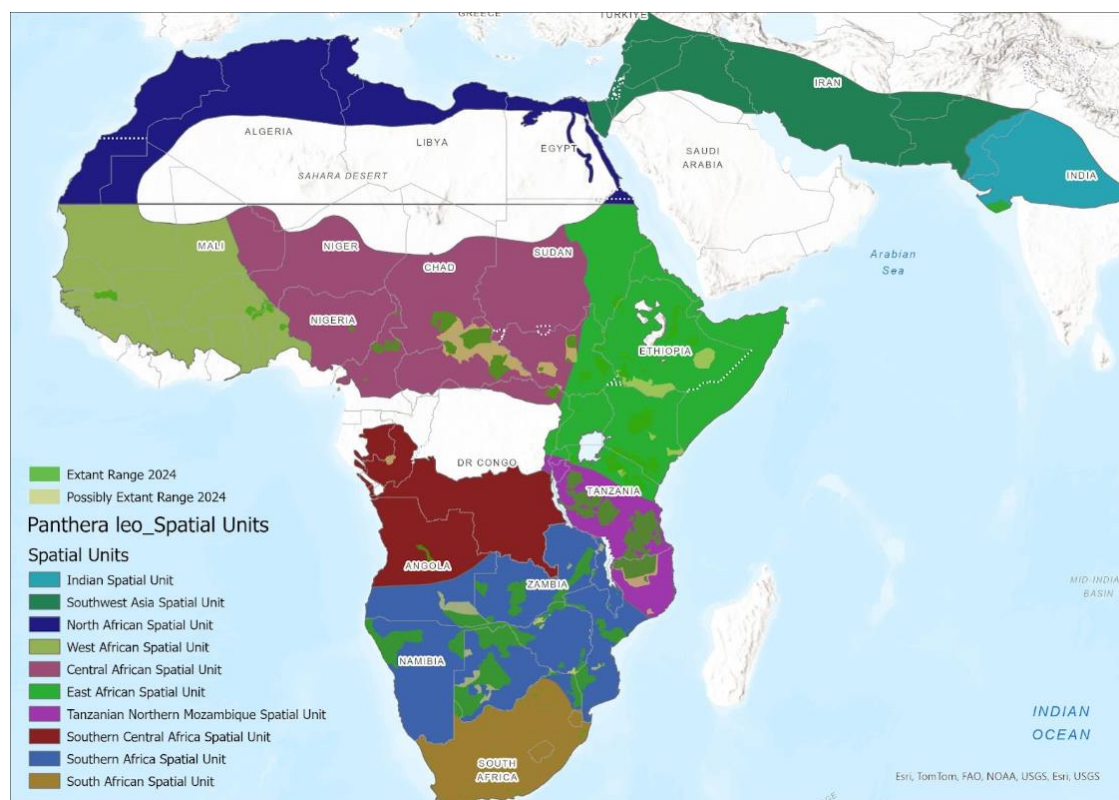 GREECE
TÜRKIYE
IRAN
ALGERIA
LIBYA
EGYPT
SAUDI
ARABIA
SAHARA DESERT
INDIA
MALI
NIGER
CHAD
SUDAN
Arabian
Sea
NIGERIA
ETHIOPIA
DR CONGO
TANZANIA
ANGOLA
ZAMBIA
NAMIBIA
SOUTH
AFRICA
MID-INDIA
BASIN
INDIAN
OCEAN
Extant Range 2024
Possibly Extant Range 2024
Panthera leo_Spatial Units
Spatial Units
Indian Spatial Unit
Southwest Asia Spatial Unit
North African Spatial Unit
West African Spatial Unit
Central African Spatial Unit
East African Spatial Unit
Tanzanian Northern Mozambique Spatial Unit
Southern Central Africa Spatial Unit
Southern Africa Spatial Unit
South African Spatial Unit
Esri, TomTom, FAO, NOAA, USGS, Esri, USGS